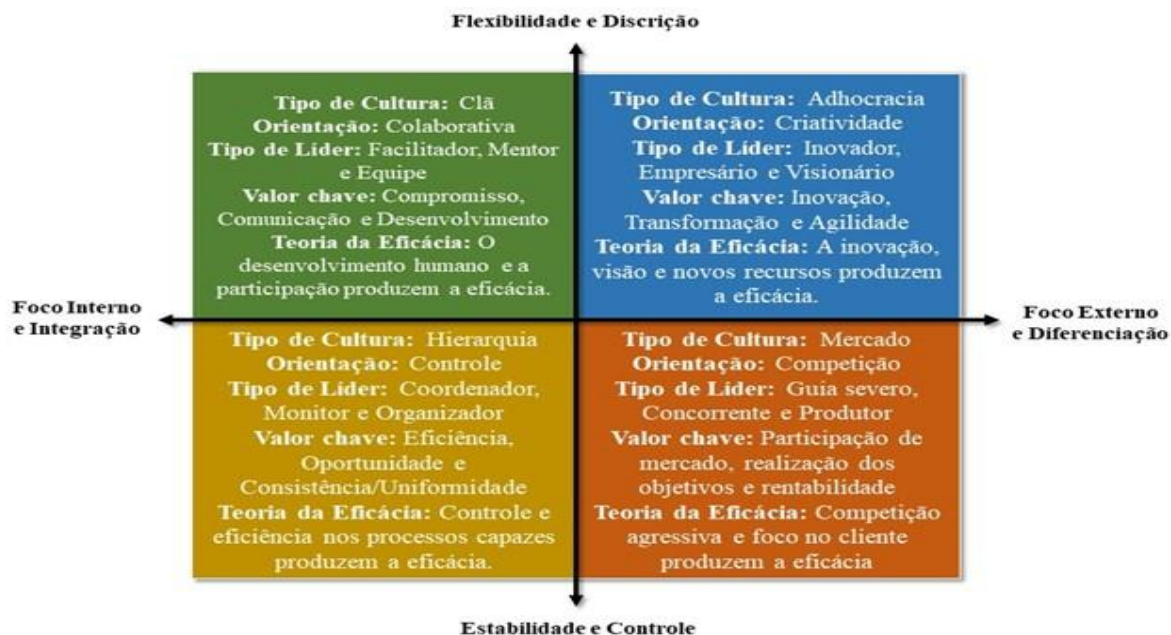 Flexibilidade e Discrição
Tipo de Cultura: Clã
Orientação: Colaborativa
Tipo de Líder: Facilitador, Mentor
e Equipe
Valor chave: Compromisso,
Comunicação e Desenvolvimento
Teoria da Eficácia: O
desenvolvimento humano e a
participação produzem a eficácia.
Tipo de Cultura: Adhocracia
Orientação: Criatividade
Tipo de Líder: Inovador,
Empresário e Visionário
Valor chave: Inovação,
Transformação e Agilidade
Teoria da Eficácia: A inovação,
visão e novos recursos produzem
a eficácia.
Foco Interno
e Integração
Foco Externo
e Diferenciação
Tipo de Cultura: Hierarquia
Orientação: Controle
Tipo de Líder: Coordenador,
Monitor e Organizador
Valor chave: Eficiência,
Oportunidade e
Consistência/Uniformidade
Teoria da Eficácia: Controle e
eficiência nos processos capazes
produzem a eficácia.
Tipo de Cultura: Mercado
Orientação: Competição
Tipo de Líder: Guia severo,
Concorrente e Produtor
Valor chave: Participação de
mercado, realização dos
objetivos e rentabilidade
Teoria da Eficácia: Competição
agressiva e foco no cliente
produzem a eficácia
Estabilidade e Controle